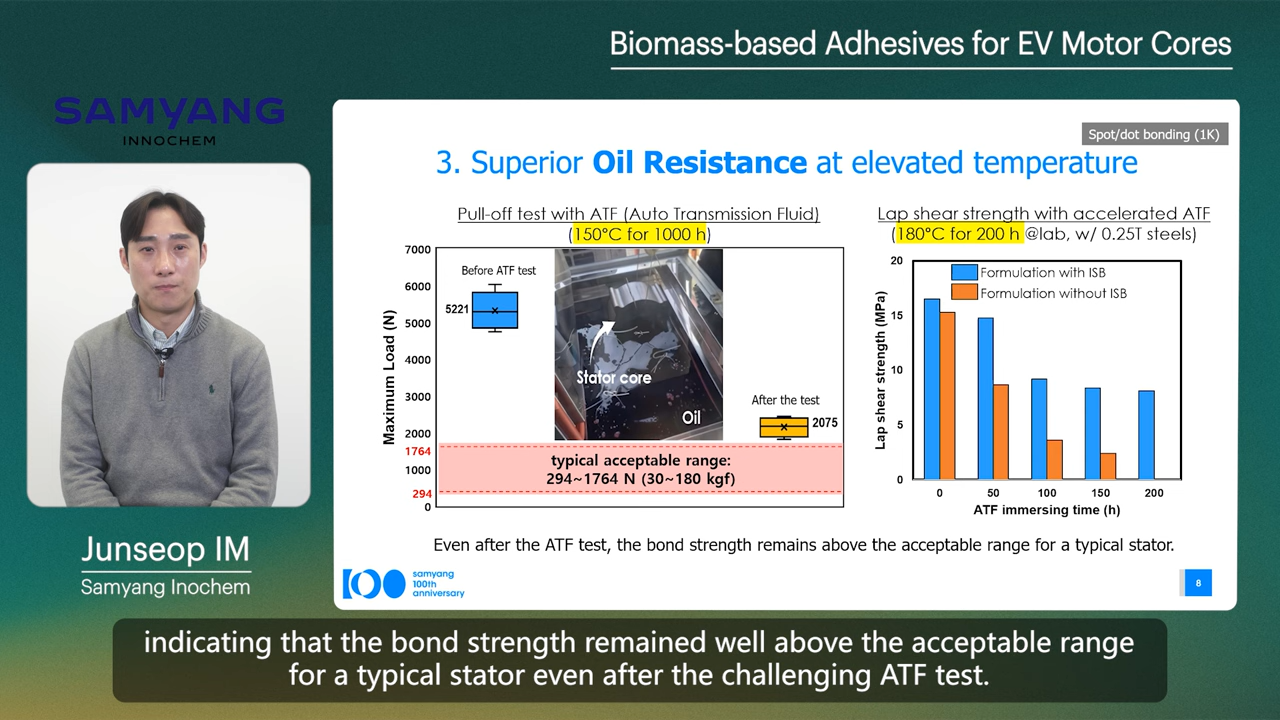 Biomass-based Adhesives for EV Motor Cores
SAMYANG
INNOCHEM
Junseop IM
Samyang Inochem
Spot/dot bonding (1K)
3. Superior Oil Resistance at elevated temperature
Pull-off test with ATF (Auto Transmission Fluid)
(150°C for 1000 h)
Maximum Load (N)
7000
6000
5000
4000
3000
2000
1764
1000
294
0
Before ATF test
5221
Stator core
Oil
After the test
2075
typical acceptable range:
294~1764 N (30~180 kgf)
Lap shear strength with accelerated ATF
(180°C for 200 h @lab, w/ 0.25T steels)
Lap shear strength (MPa)
20
15
10
5
0
Formulation with ISB
Formulation without ISB
0 50 100 150 200
ATF immersing time (h)
Even after the ATF test, the bond strength remains above the acceptable range for a typical stator.
100
samyang
100th
anniversary
8
indicating that the bond strength remained well above the acceptable range
for a typical stator even after the challenging ATF test.